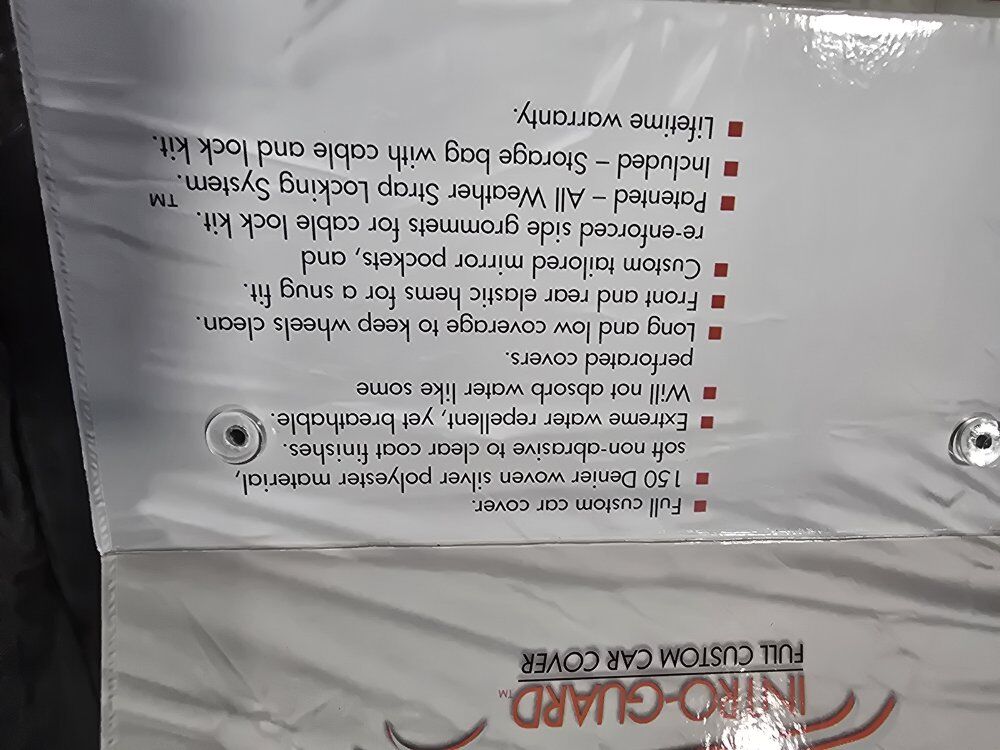 INTRO-GUARD™
FULL CUSTOM CAR COVER
■ Full custom car cover.
■ 150 Denier woven silver polyester material,
soft non-abrasive to clear coat finishes.
■ Extreme water repellent, yet breathable.
■ Will not absorb water like some
perforated covers.
■ Long and low coverage to keep wheels clean.
■ Front and rear elastic hems for a snug fit.
■ Custom tailored mirror pockets, and
re-enforced side grommets for cable lock kit.
■ Patented – All Weather Strap Locking System.™
■ Included – Storage bag with cable and lock kit.
■ Lifetime warranty.